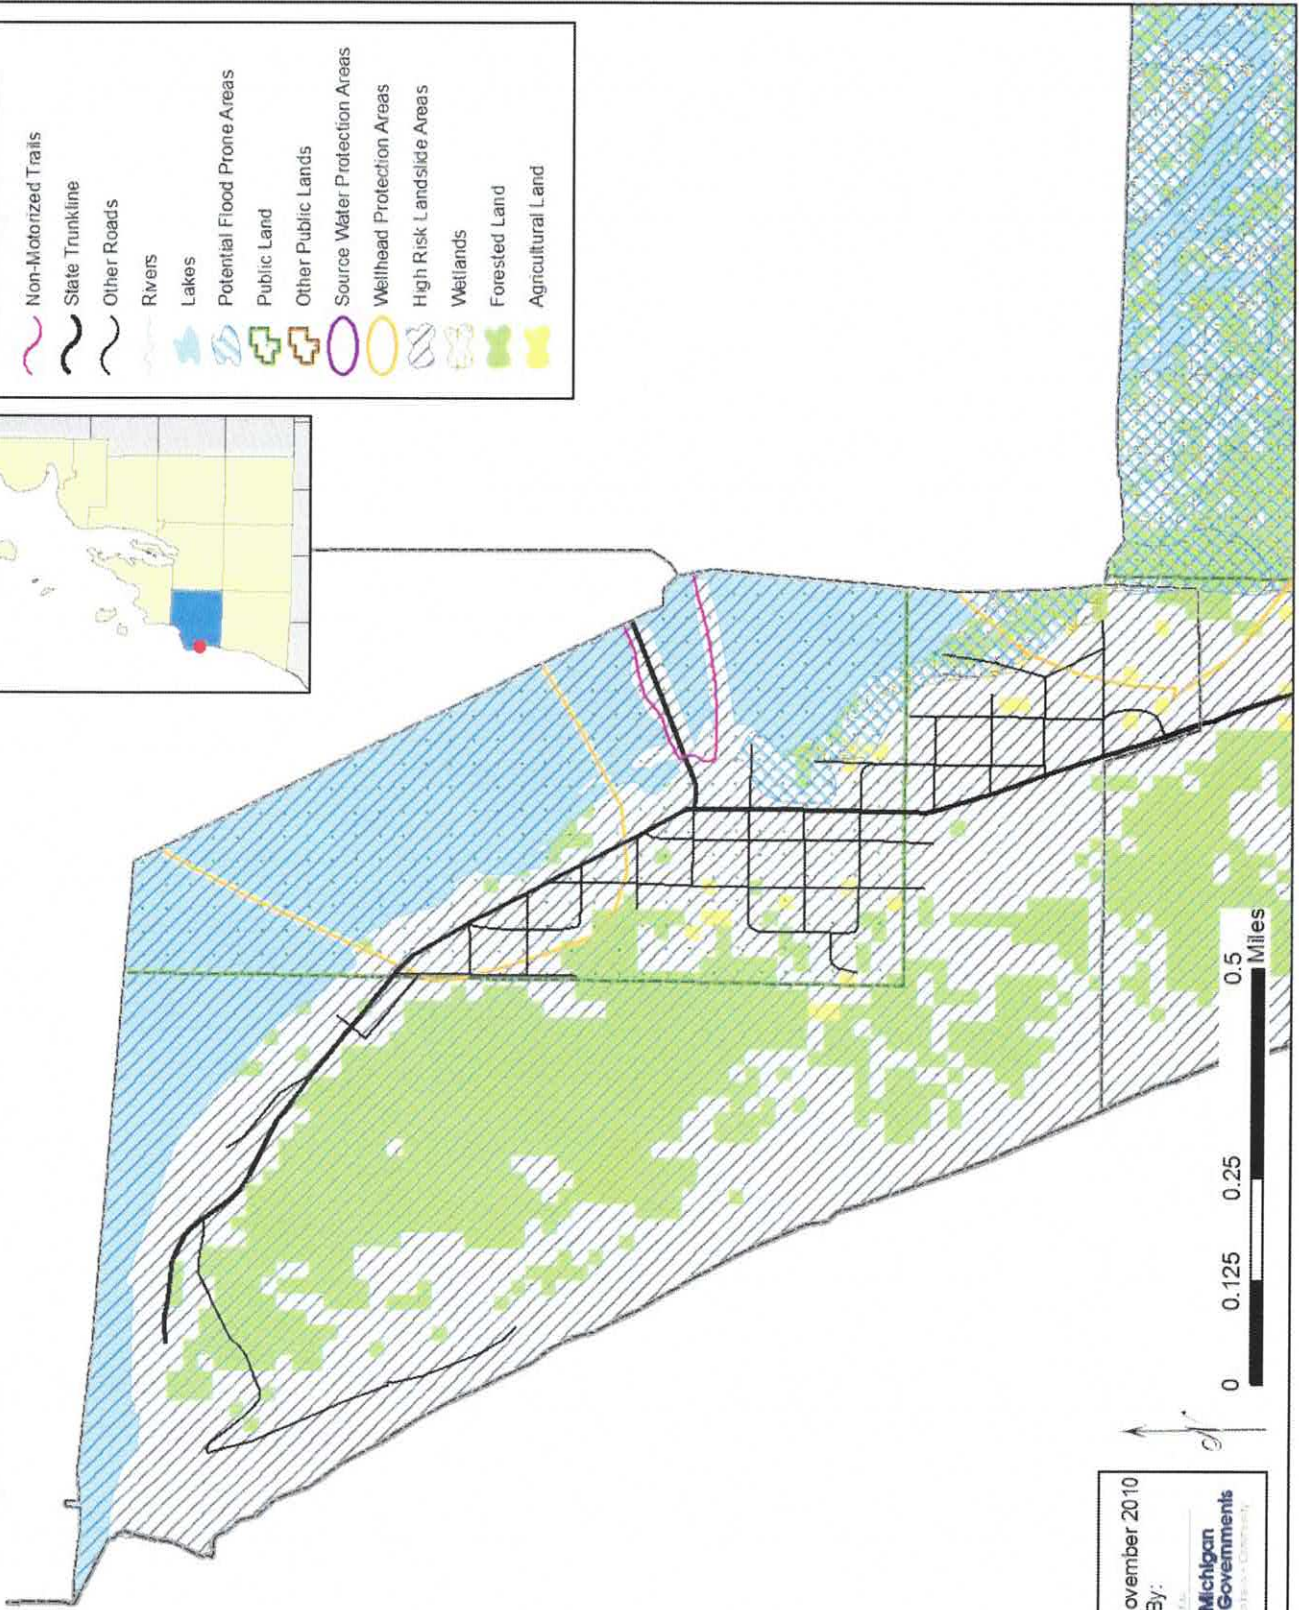 Non-Motorized Trails
State Trunkline
Other Roads
Rivers
Lakes
Potential Flood Prone Areas
Public Land
Other Public Lands
Source Water Protection Areas
Wellhead Protection Areas
High Risk Landslide Areas
Wetlands
Forested Land
Agricultural Land
0 0.125 0.25 0.5
Miles
N
ovember 2010
By:
Michigan
Governments